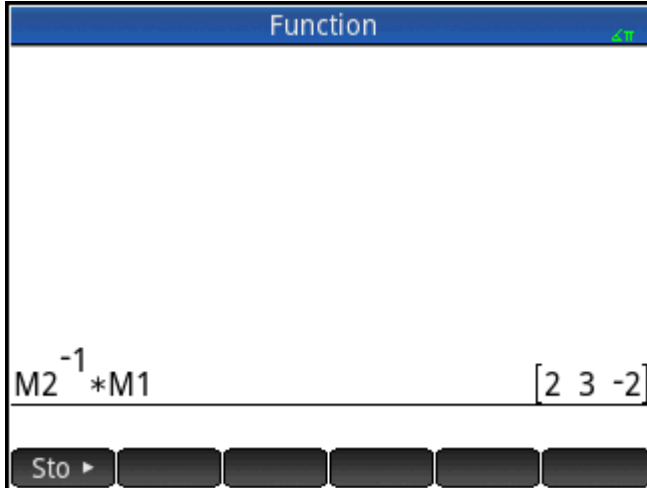 Function
∡π
M2⁻¹*M1
[2 3 -2]
Sto ►